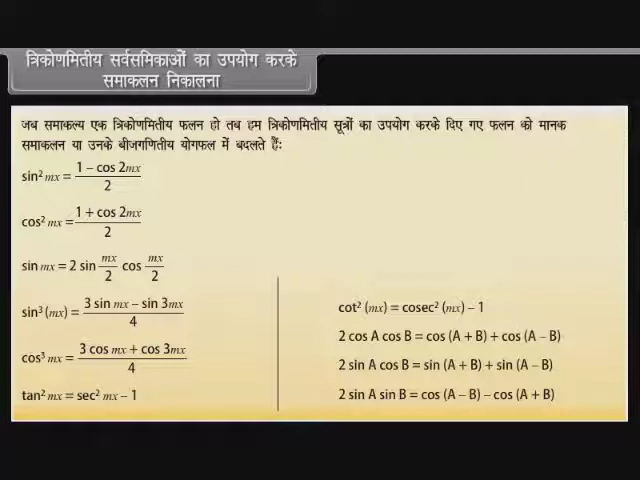 त्रिकोणमितीय सर्वसमिकाओं का उपयोग करके
समाकलन निकालना
जब समाकल्य एक त्रिकोणमितीय फलन हो तब हम त्रिकोणमितीय सूत्रों का उपयोग करके दिए गए फलन को मानक
समाकलन या उनके बीजगणितीय योगफल में बदलते हैं:
sin² mx = (1 – cos 2mx)/2
cos² mx = (1 + cos 2mx)/2
sin mx = 2 sin mx/2 cos mx/2
sin³ (mx) = (3 sin mx – sin 3mx)/4
cos³ mx = (3 cos mx + cos 3mx)/4
tan² mx = sec² mx – 1
cot² (mx) = cosec² (mx) – 1
2 cos A cos B = cos (A + B) + cos (A – B)
2 sin A cos B = sin (A + B) + sin (A – B)
2 sin A sin B = cos (A – B) – cos (A + B)